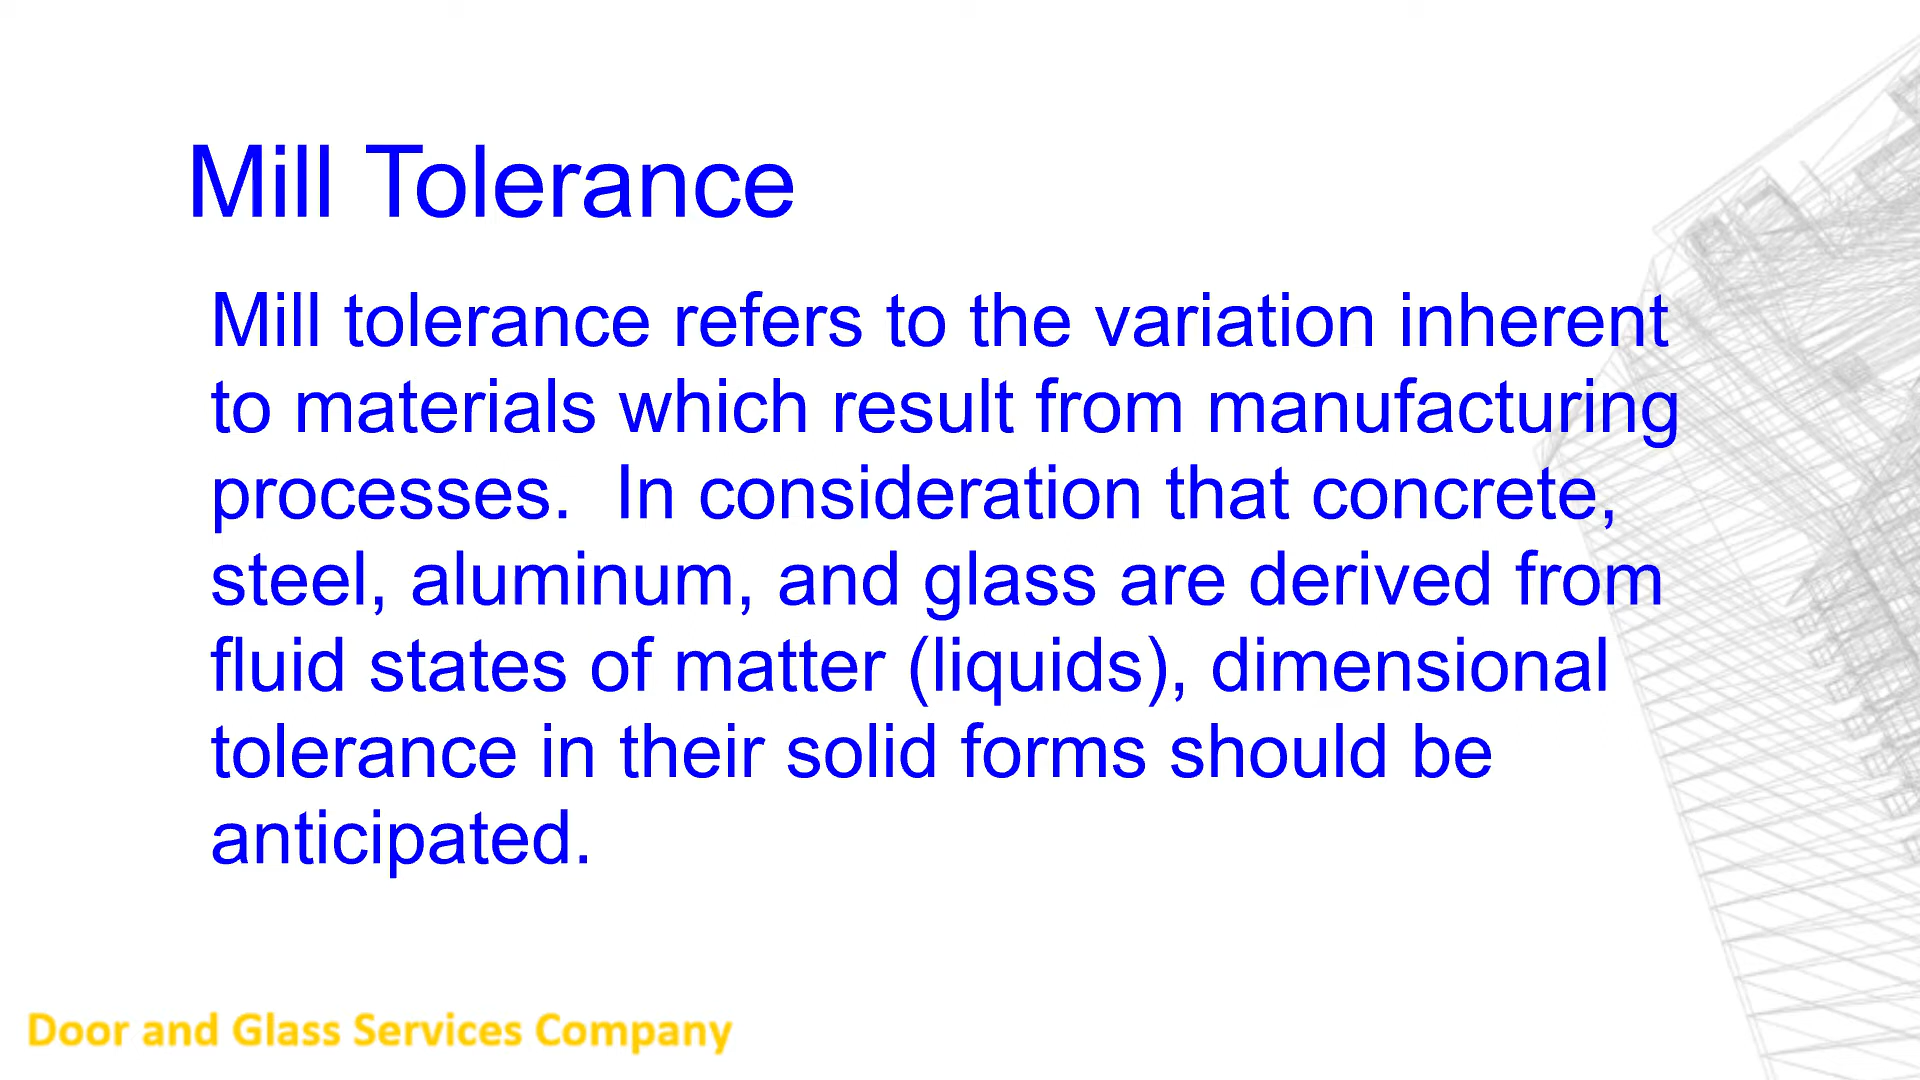 Mill Tolerance
Mill tolerance refers to the variation inherent
to materials which result from manufacturing
processes.  In consideration that concrete,
steel, aluminum, and glass are derived from
fluid states of matter (liquids), dimensional
tolerance in their solid forms should be
anticipated.
Door and Glass Services Company